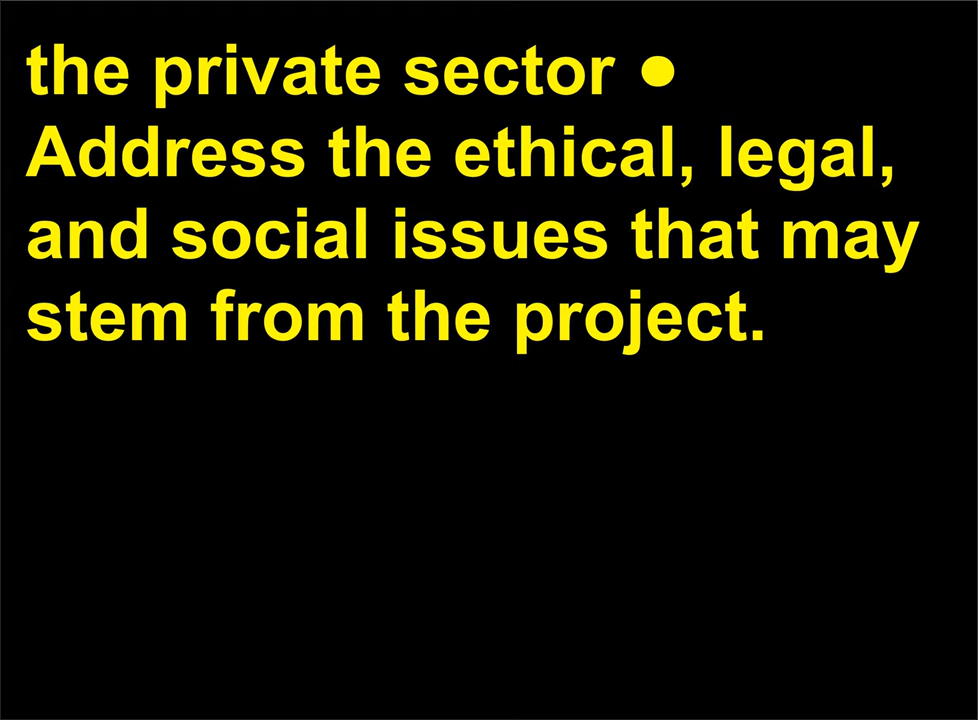 the private sector ●
Address the ethical, legal,
and social issues that may
stem from the project.